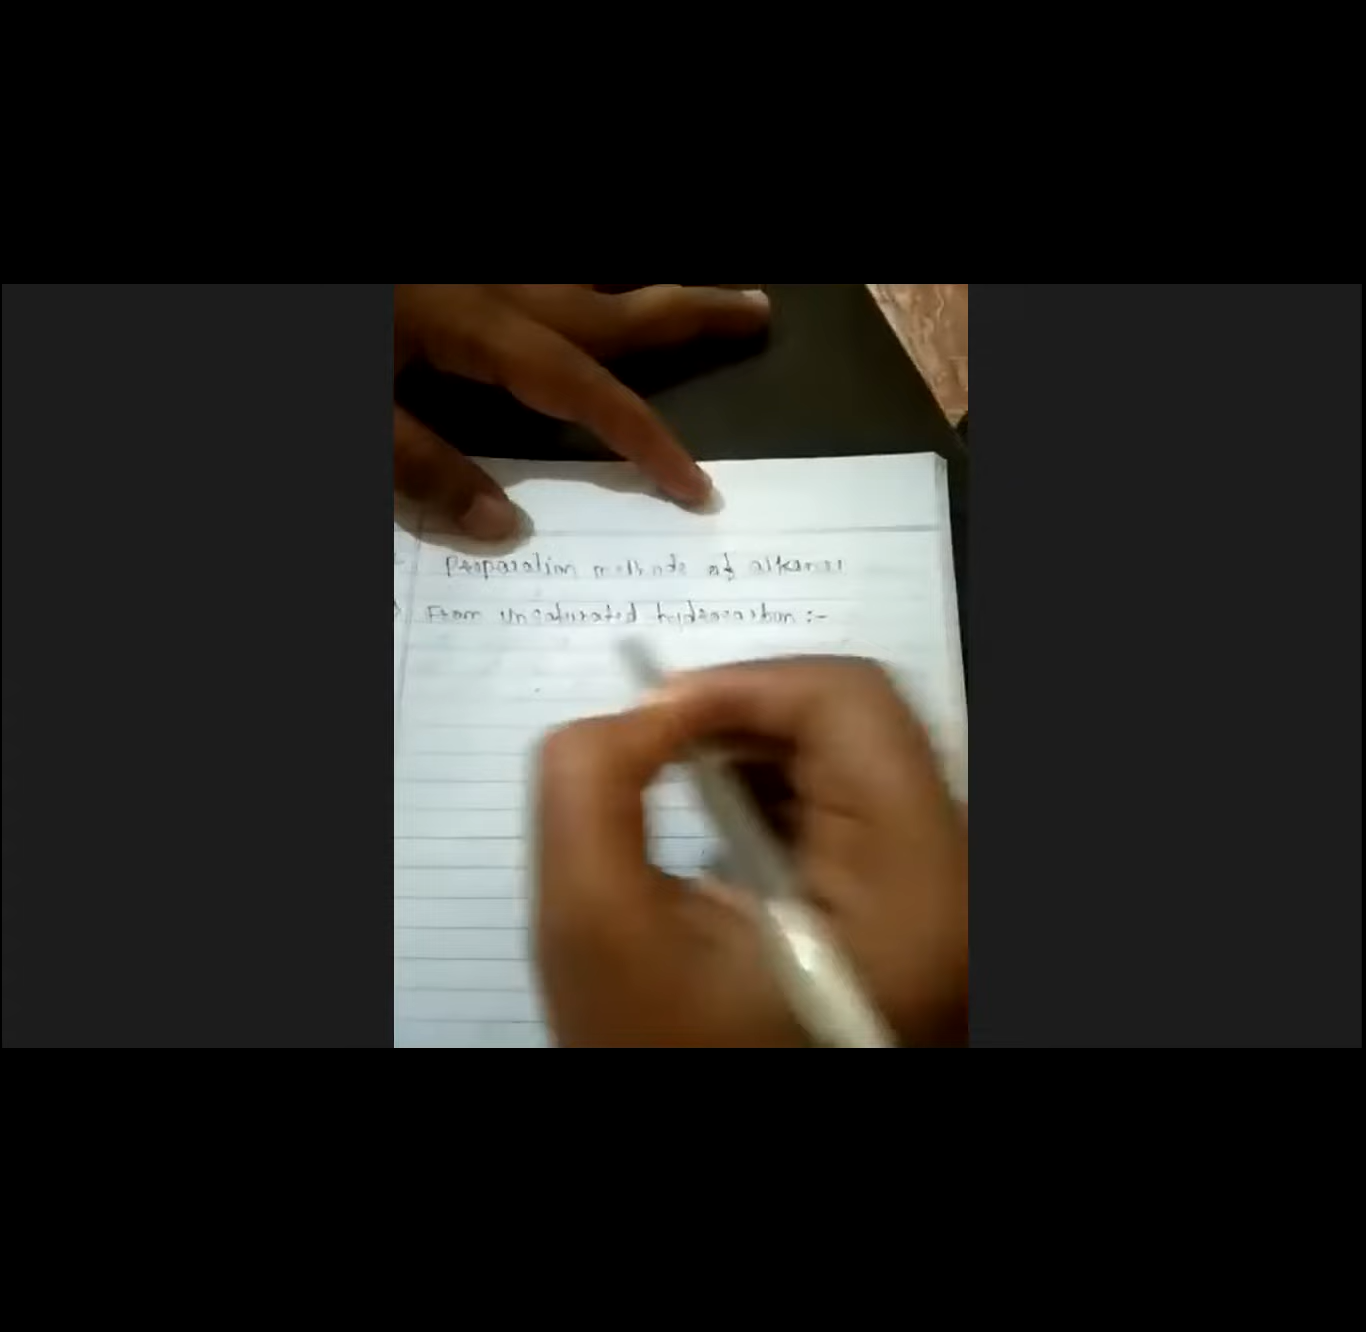 Preparation methods of alkanes
From unsaturated hydrocarbon :-